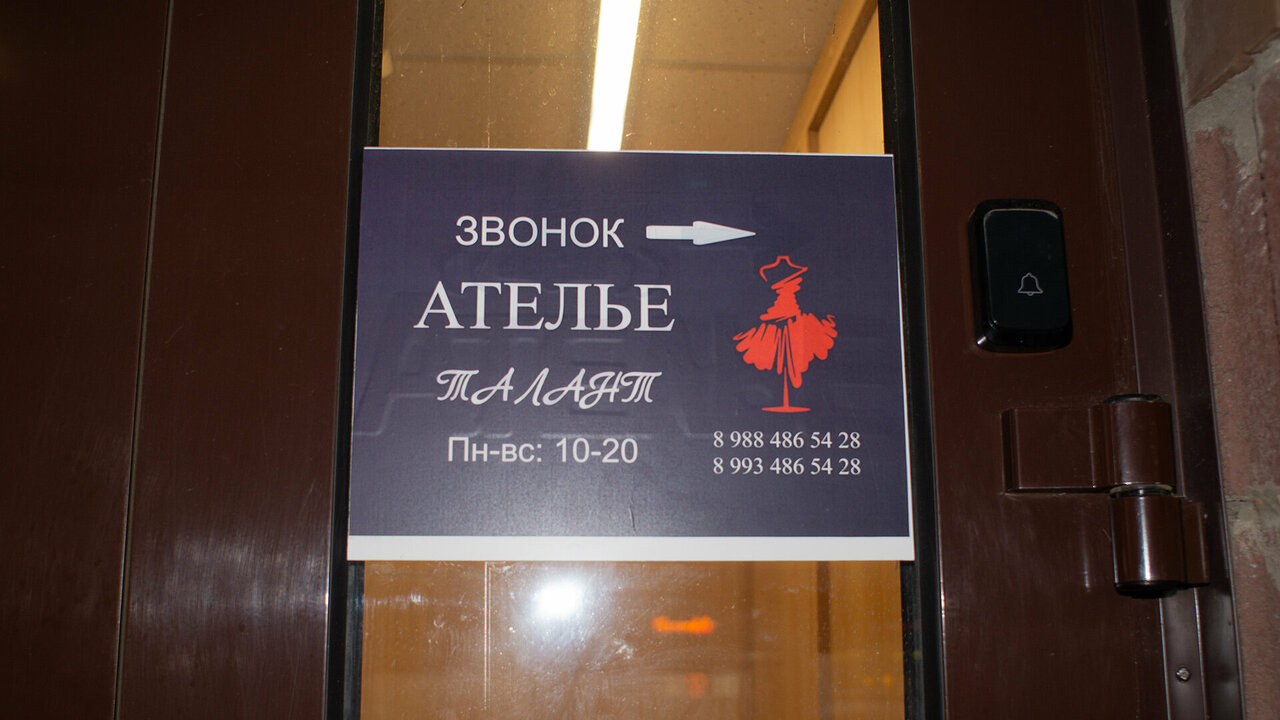 ЗВОНОК
АТЕЛЬЕ
ТАЛАНТ
Пн-вс: 10-20
8 988 486 54 28
8 993 486 54 28